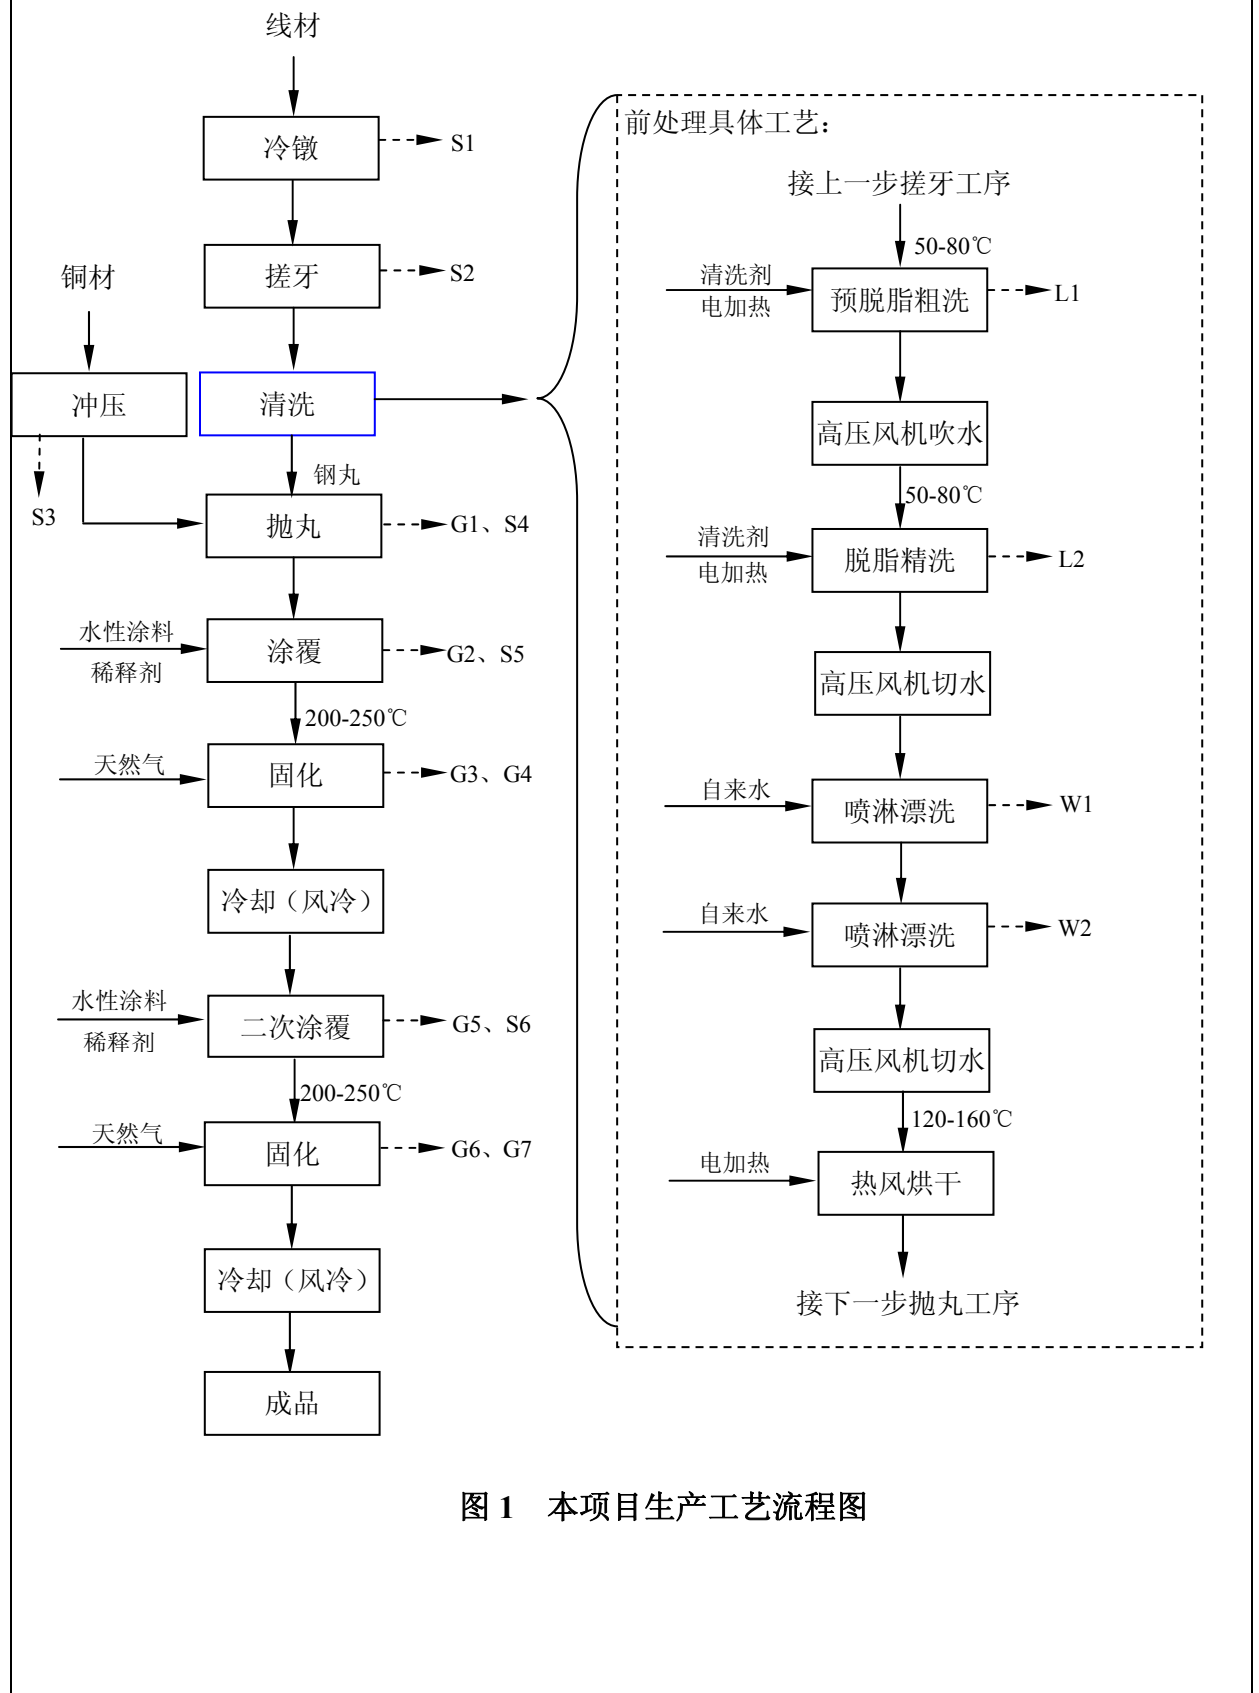 线材
冷镦
S1
搓牙
S2
铜材
冲压
S3
清洗
钢丸
抛丸
G1、S4
水性涂料
稀释剂
涂覆
G2、S5
200-250℃
天然气
固化
G3、G4
冷却（风冷）
水性涂料
稀释剂
二次涂覆
G5、S6
200-250℃
天然气
固化
G6、G7
冷却（风冷）
成品
前处理具体工艺：
接上一步搓牙工序
50-80℃
清洗剂
电加热
预脱脂粗洗
L1
高压风机吹水
50-80℃
清洗剂
电加热
脱脂精洗
L2
高压风机切水
自来水
喷淋漂洗
W1
自来水
喷淋漂洗
W2
高压风机切水
120-160℃
电加热
热风烘干
接下一步抛丸工序
图 1 本项目生产工艺流程图